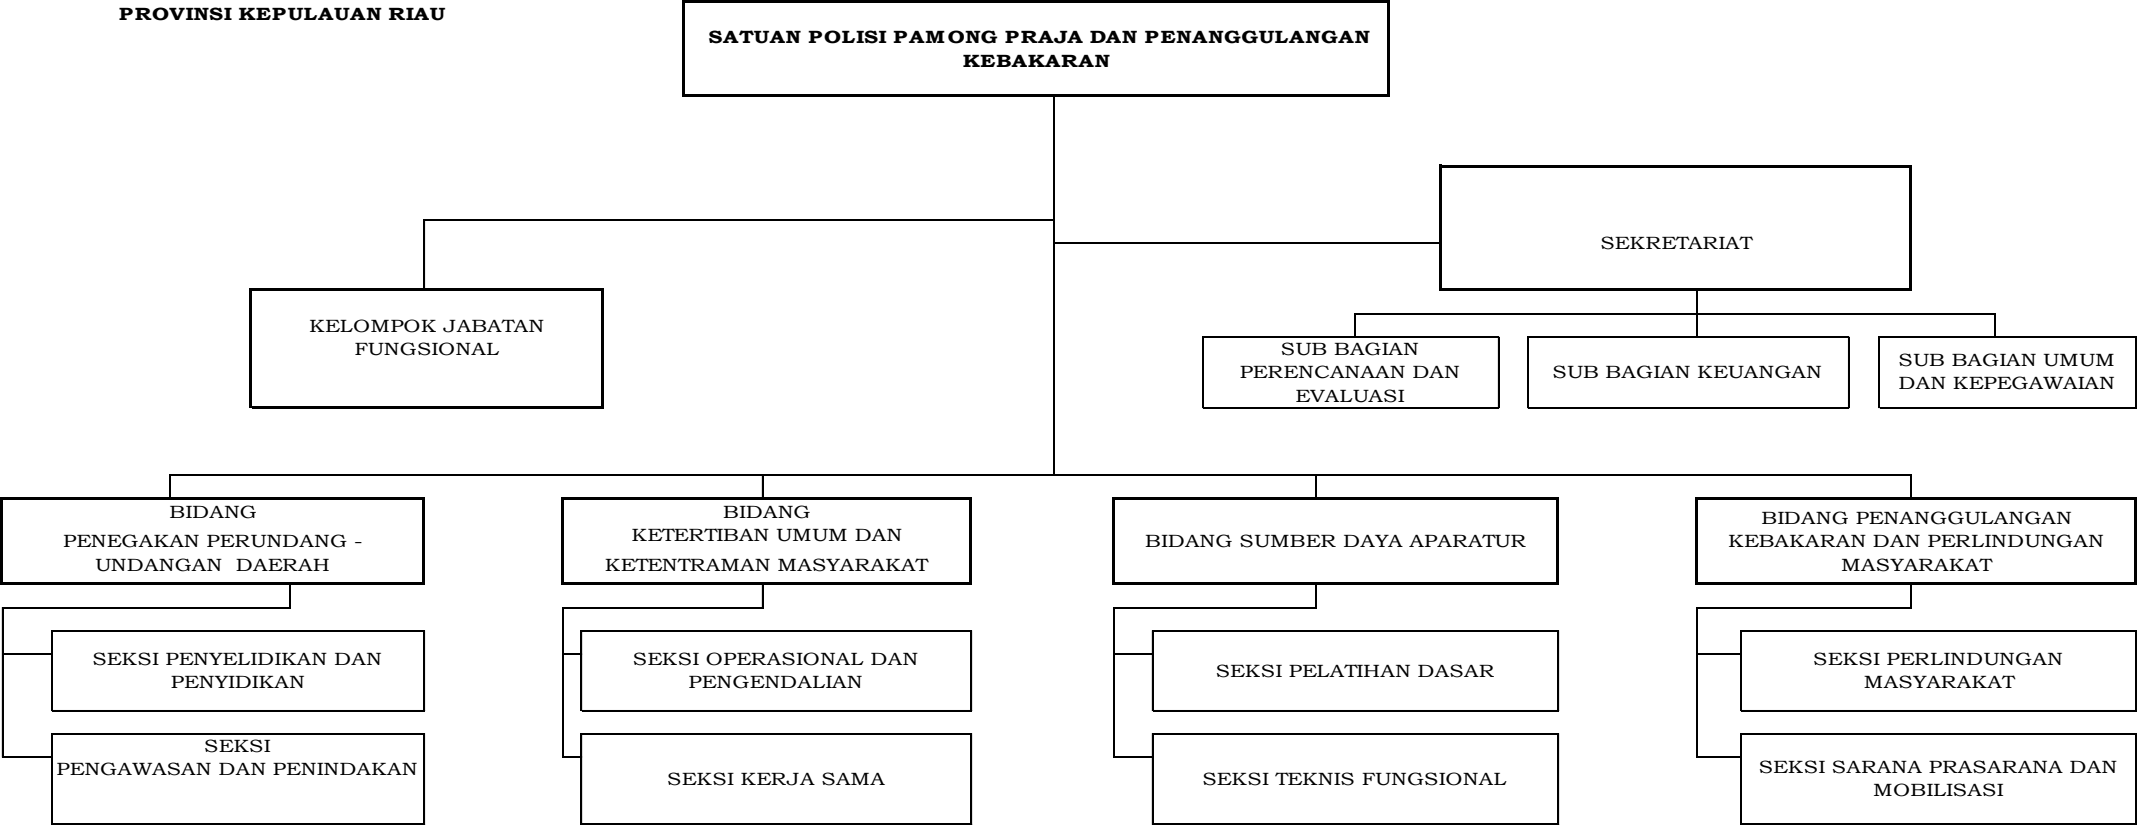 PROVINSI KEPULAUAN RIAU
SATUAN POLISI PAMONG PRAJA DAN PENANGGULANGAN
KEBAKARAN
SEKRETARIAT
KELOMPOK JABATAN
FUNGSIONAL
SUB BAGIAN
PERENCANAAN DAN
EVALUASI
SUB BAGIAN KEUANGAN
SUB BAGIAN UMUM
DAN KEPEGAWAIAN
BIDANG
PENEGAKAN PERUNDANG -
UNDANGAN DAERAH
BIDANG
KETERTIBAN UMUM DAN
KETENTRAMAN MASYARAKAT
BIDANG SUMBER DAYA APARATUR
BIDANG PENANGGULANGAN
KEBAKARAN DAN PERLINDUNGAN
MASYARAKAT
SEKSI PENYELIDIKAN DAN
PENYIDIKAN
SEKSI OPERASIONAL DAN
PENGENDALIAN
SEKSI PELATIHAN DASAR
SEKSI PERLINDUNGAN
MASYARAKAT
SEKSI
PENGAWASAN DAN PENINDAKAN
SEKSI KERJA SAMA
SEKSI TEKNIS FUNGSIONAL
SEKSI SARANA PRASARANA DAN
MOBILISASI